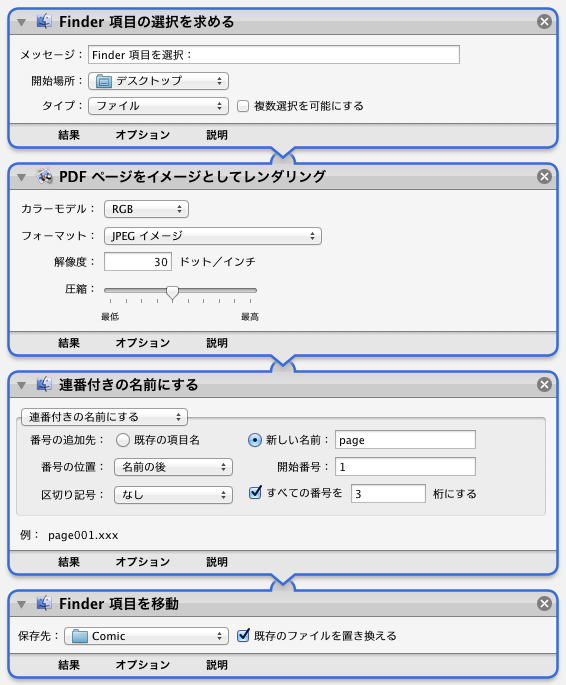 Finder 項目の選択を求める
メッセージ： Finder 項目を選択：
開始場所： デスクトップ
タイプ： ファイル 複数選択を可能にする
結果 オプション 説明
PDF ページをイメージとしてレンダリング
カラーモデル： RGB
フォーマット： JPEG イメージ
解像度： 30 ドット／インチ
圧縮：
最低 最高
結果 オプション 説明
連番付きの名前にする
連番付きの名前にする
番号の追加先： 既存の項目名 新しい名前： page
番号の位置： 名前の後 開始番号： 1
区切り記号： なし すべての番号を 3 桁にする
例： page001.xxx
結果 オプション 説明
Finder 項目を移動
保存先： Comic 既存のファイルを置き換える
結果 オプション 説明